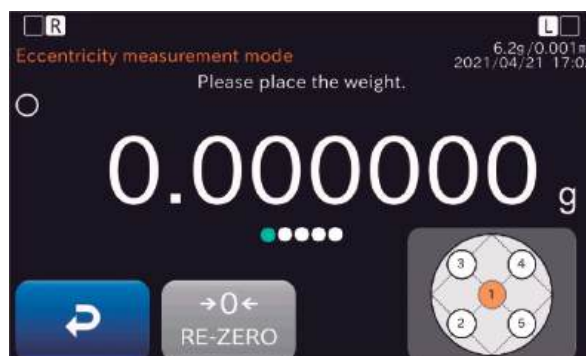 R L
Eccentricity measurement mode 6.2g/0.001m
2021/04/21 17:0
Please place the weight.
0.000000 g
3 4
1
2 5
→0←
RE-ZERO